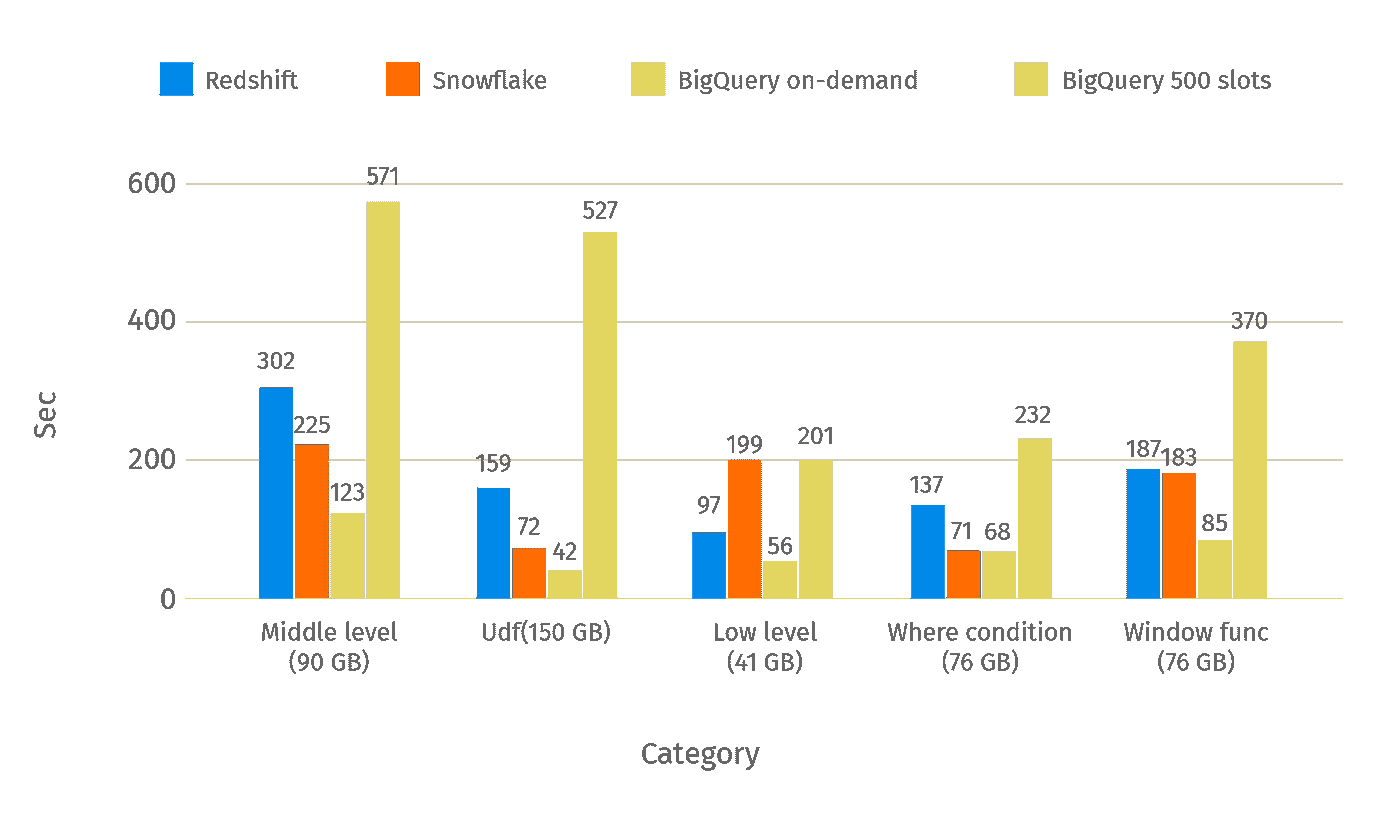 Redshift Snowflake BigQuery on-demand BigQuery 500 slots
600
400
200
0
Sec
302 225 123 571
159 72 42 527
97 199 56 201
137 71 68 232
187 183 85 370
Middle level
(90 GB)
Udf(150 GB)
Low level
(41 GB)
Where condition
(76 GB)
Window func
(76 GB)
Category